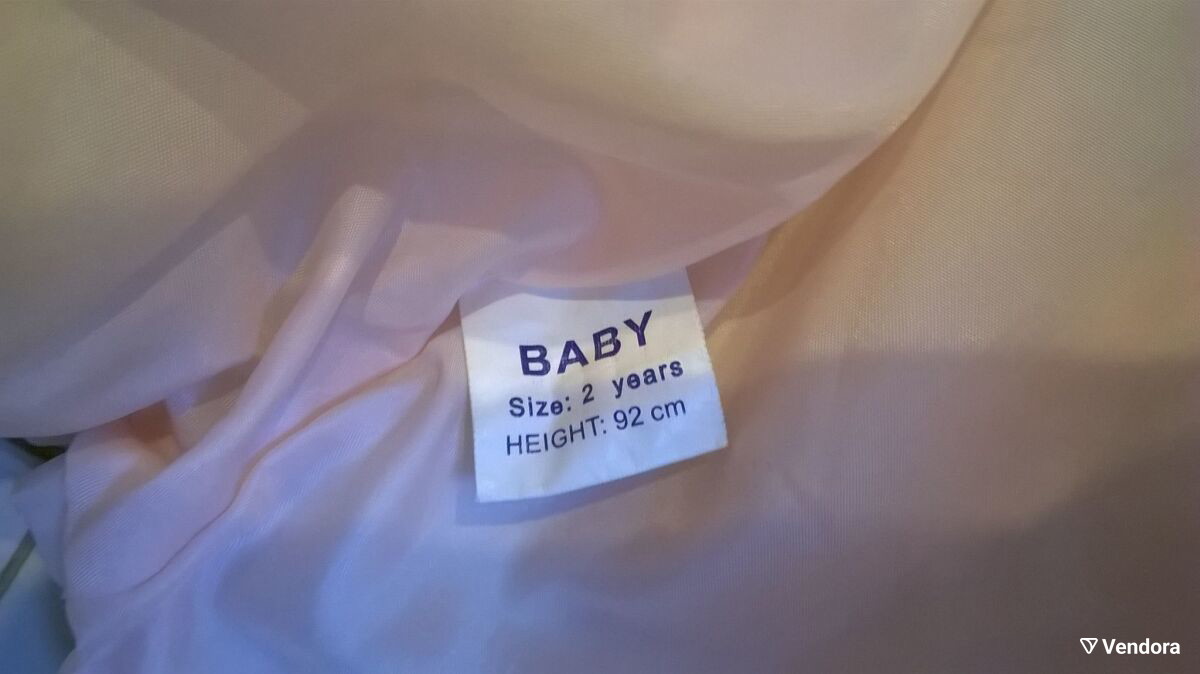 BABY
Size: 2 years
HEIGHT: 92 cm
Vendora